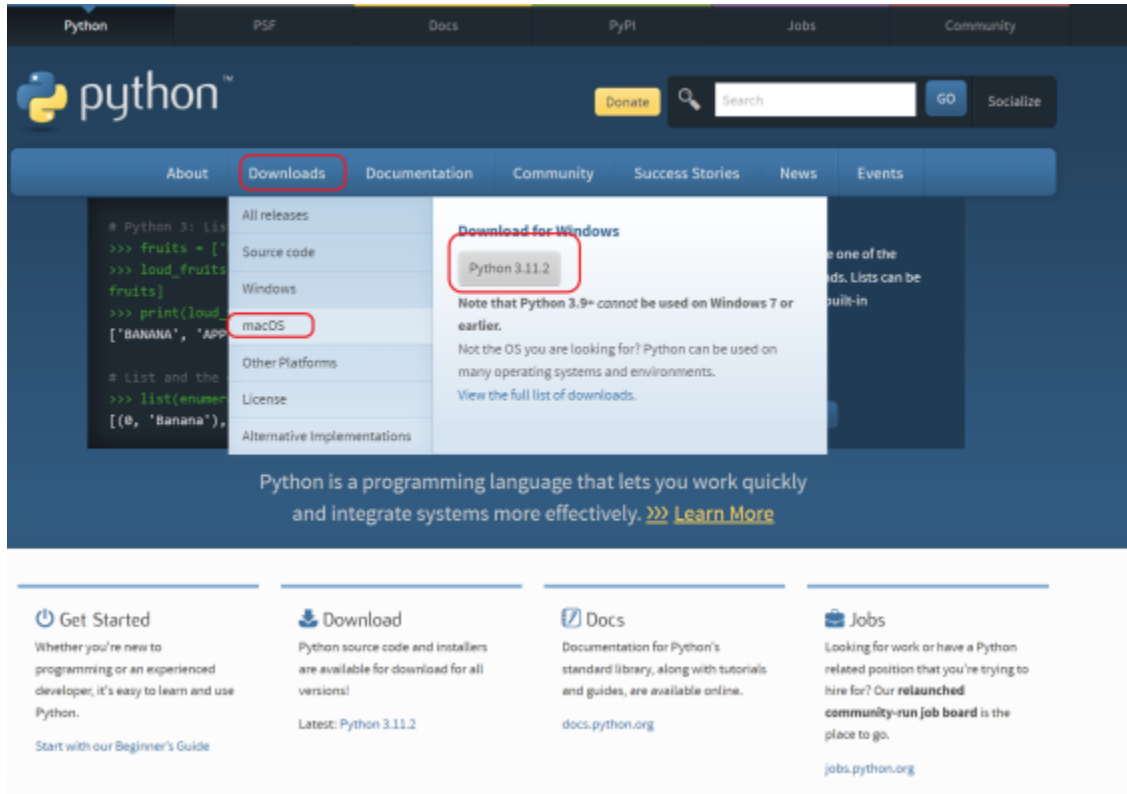 Python PSF Docs PyPI Jobs Community
python™
Donate Search GO Socialize
About Downloads Documentation Community Success Stories News Events
All releases
Source code
Windows
macOS
Other Platforms
License
Alternative Implementations
Download for Windows
Python 3.11.2
Note that Python 3.9+ cannot be used on Windows 7 or
earlier.
Not the OS you are looking for? Python can be used on
many operating systems and environments.
View the full list of downloads.
# Python 3: Lis
>>> fruits = ['
>>> loud_fruits
fruits]
>>> print(loud_
['BANANA', 'APP
# List and the
>>> list(enumer
[(0, 'Banana'),
one of the
Lists can be
built-in
Python is a programming language that lets you work quickly
and integrate systems more effectively. >>> Learn More
Get Started
Whether you're new to
programming or an experienced
developer, it's easy to learn and use
Python.
Start with our Beginner's Guide
Download
Python source code and installers
are available for download for all
versions!
Latest: Python 3.11.2
Docs
Documentation for Python's
standard library, along with tutorials
and guides, are available online.
docs.python.org
Jobs
Looking for work or have a Python
related position that you're trying to
hire for? Our relaunched
community-run job board is the
place to go.
jobs.python.org